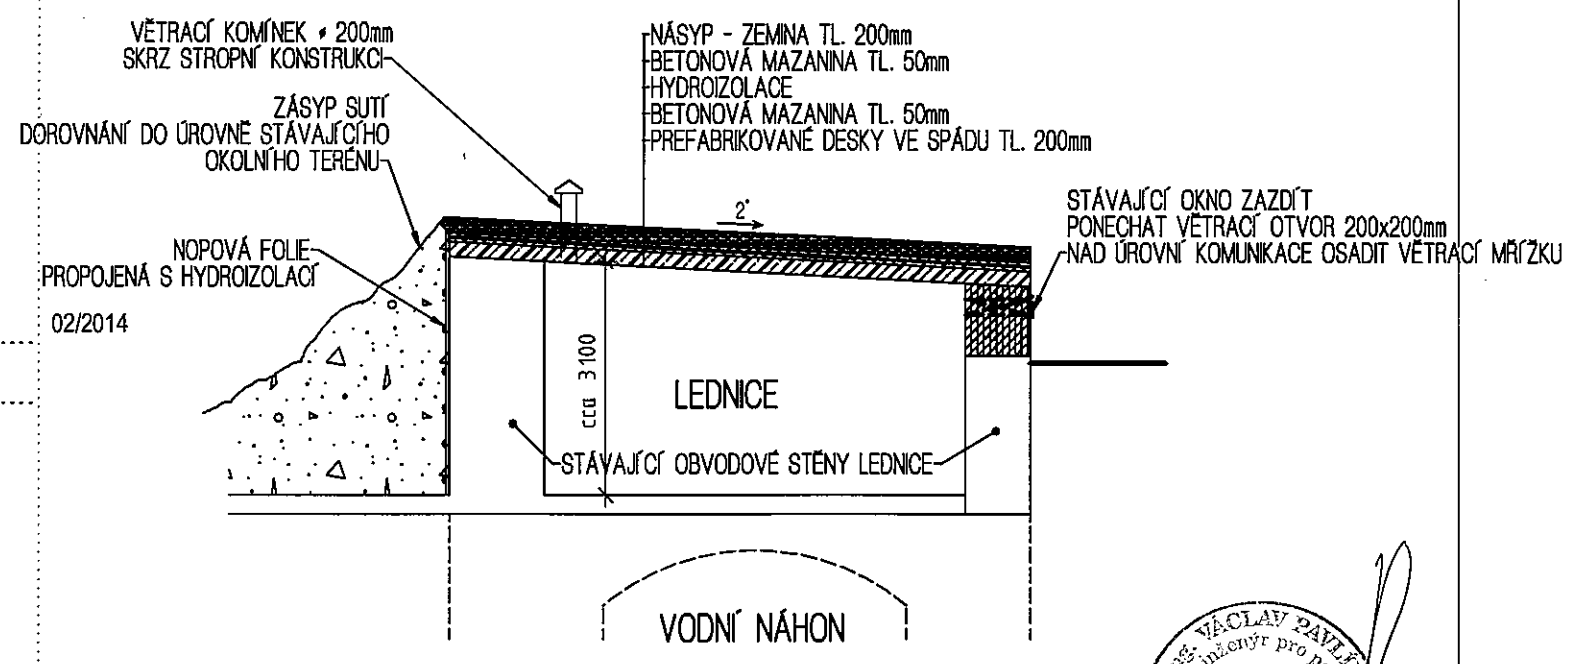 VĚTRACÍ KOMÍNEK ⌀ 200mm
SKRZ STROPNÍ KONSTRUKCI
ZÁSYP SUTÍ
DOROVNÁNÍ DO ÚROVNĚ STÁVAJÍCÍHO
OKOLNÍHO TERÉNU
NOPOVÁ FOLIE
PROPOJENÁ S HYDROIZOLACÍ
02/2014
NÁSYP - ZEMINA TL. 200mm
BETONOVÁ MAZANINA TL. 50mm
HYDROIZOLACE
BETONOVÁ MAZANINA TL. 50mm
PREFABRIKOVANÉ DESKY VE SPÁDU TL. 200mm
2°
STÁVAJÍCÍ OKNO ZAZDÍT
PONECHAT VĚTRACÍ OTVOR 200x200mm
NAD ÚROVNÍ KOMUNIKACE OSADIT VĚTRACÍ MŘÍŽKU
cca 3100
LEDNICE
STÁVAJÍCÍ OBVODOVÉ STĚNY LEDNICE
VODNÍ NÁHON
VÁCLAV
pro